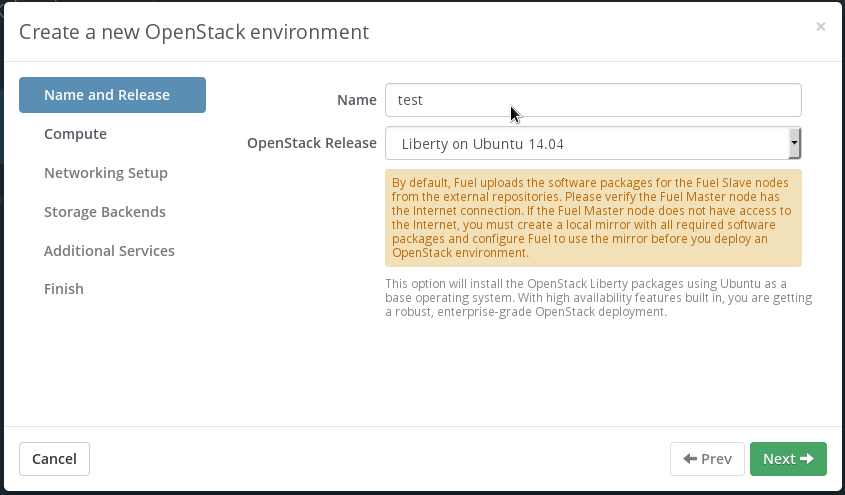 Create a new OpenStack environment
×
Name and Release
Compute
Networking Setup
Storage Backends
Additional Services
Finish
Name
test
OpenStack Release
Liberty on Ubuntu 14.04
By default, Fuel uploads the software packages for the Fuel Slave nodes
from the external repositories. Please verify the Fuel Master node has
the Internet connection. If the Fuel Master node does not have access to
the Internet, you must create a local mirror with all required software
packages and configure Fuel to use the mirror before you deploy an
OpenStack environment.
This option will install the OpenStack Liberty packages using Ubuntu as a
base operating system. With high availability features built in, you are getting
a robust, enterprise-grade OpenStack deployment.
Cancel
Prev
Next